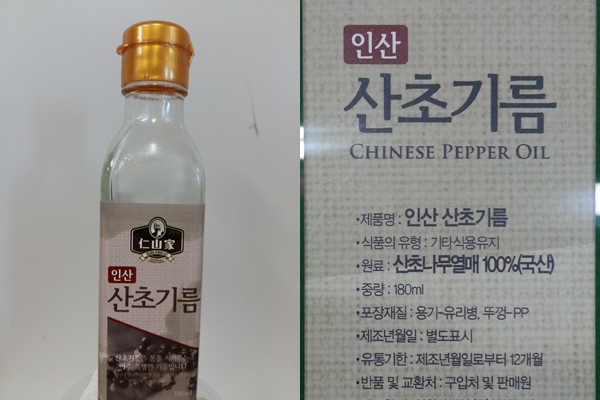 仁山家
인산
산초기름
180ml
인산
산초기름
CHINESE PEPPER OIL
•제품명 : 인산 산초기름
•식품의 유형 : 기타식용유지
•원료 : 산초나무열매 100%(국산)
•중량 : 180ml
•포장재질 : 용기-유리병, 뚜껑- PP
•제조년월일 : 별도표시
•유통기한 : 제조년월일로부터 12개월
•반품 및 교환처 : 구입처 및 판매원